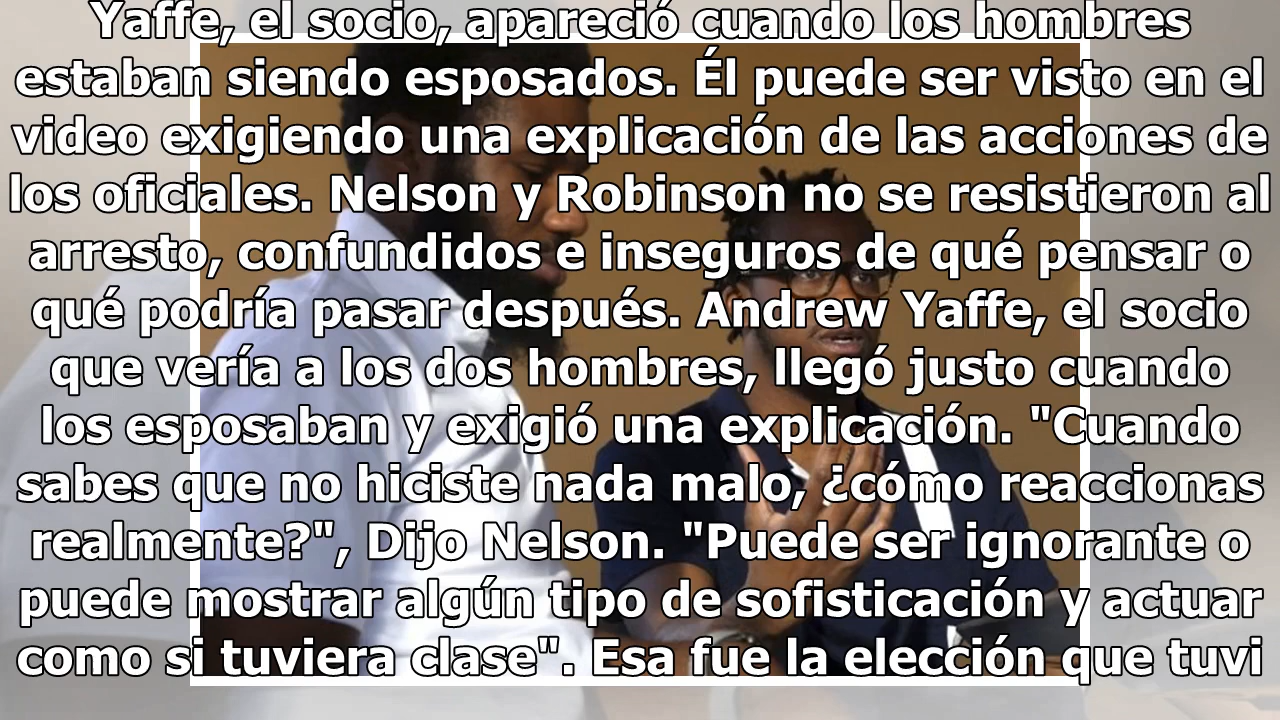 Yaffe, el socio, apareció cuando los hombres
estaban siendo esposados. Él puede ser visto en el
video exigiendo una explicación de las acciones de
los oficiales. Nelson y Robinson no se resistieron al
arresto, confundidos e inseguros de qué pensar o
qué podría pasar después. Andrew Yaffe, el socio
que vería a los dos hombres, llegó justo cuando
los esposaban y exigió una explicación. "Cuando
sabes que no hiciste nada malo, ¿cómo reaccionas
realmente?", Dijo Nelson. "Puede ser ignorante o
puede mostrar algún tipo de sofisticación y actuar
como si tuviera clase". Esa fue la elección que tuvi